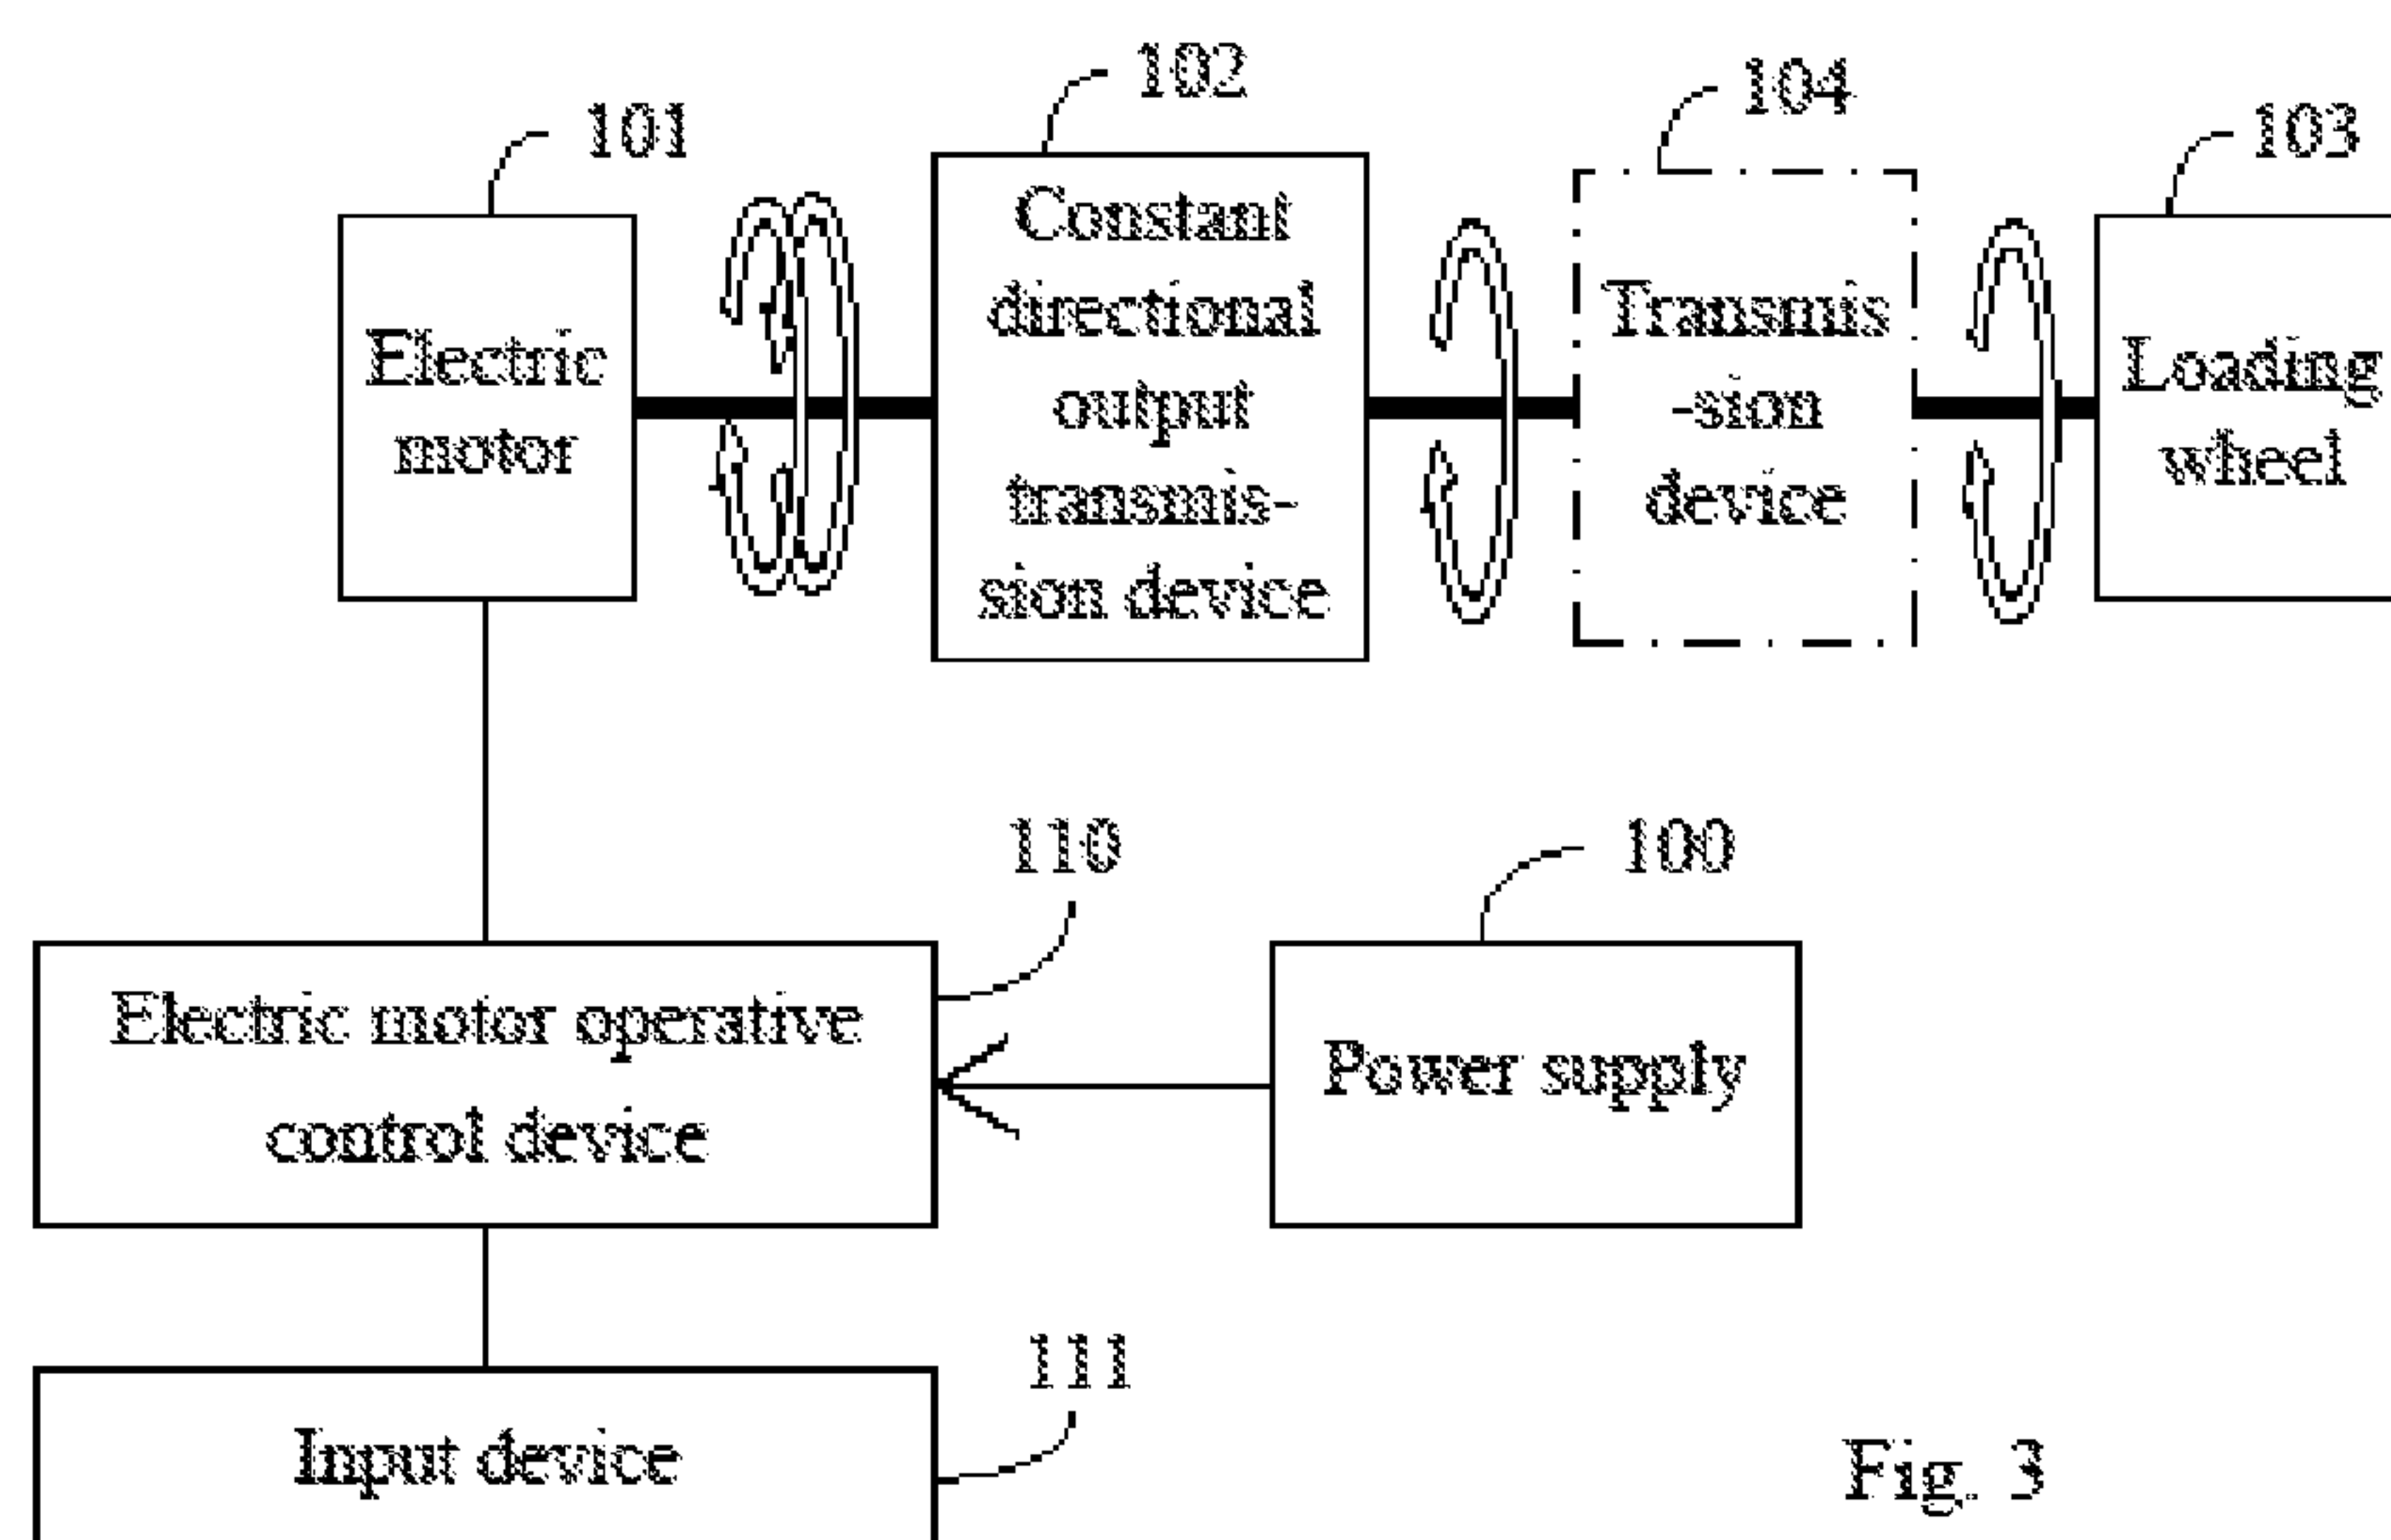 102
104
101
103
Electric
motor
Constant
directional
output
transmis-
sion device
Transmis
-sion
device
Loading
wheel
110
100
Electric motor operative
control device
Power supply
111
Input device
Fig. 3